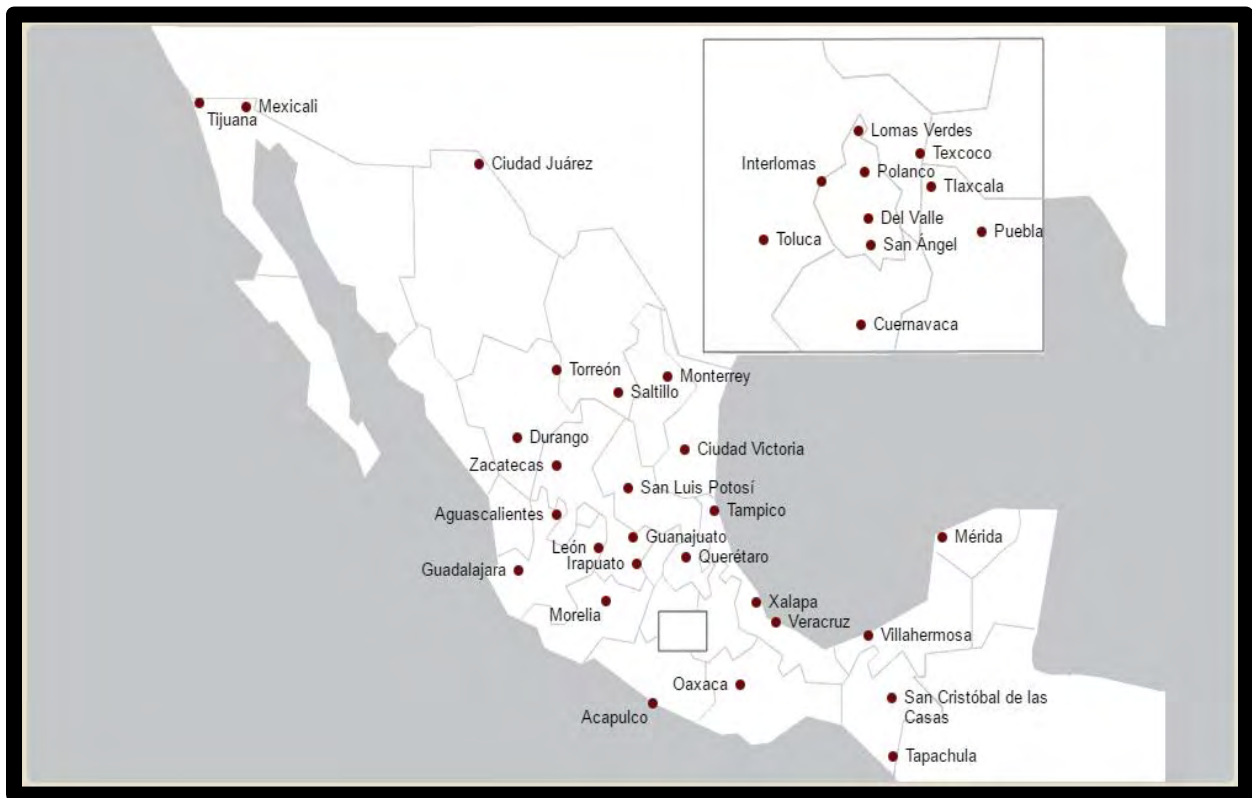 Tijuana
Mexicali
Ciudad Juárez
Lomas Verdes
Texcoco
Interlomas
Polanco
Tlaxcala
Del Valle
Puebla
Toluca
San Ángel
Cuernavaca
Torreón
Monterrey
Saltillo
Durango
Ciudad Victoria
Zacatecas
San Luis Potosí
Aguascalientes
Tampico
Guanajuato
Mérida
León
Querétaro
Irapuato
Guadalajara
Xalapa
Morelia
Veracruz
Villahermosa
Oaxaca
San Cristóbal de las
Casas
Acapulco
Tapachula